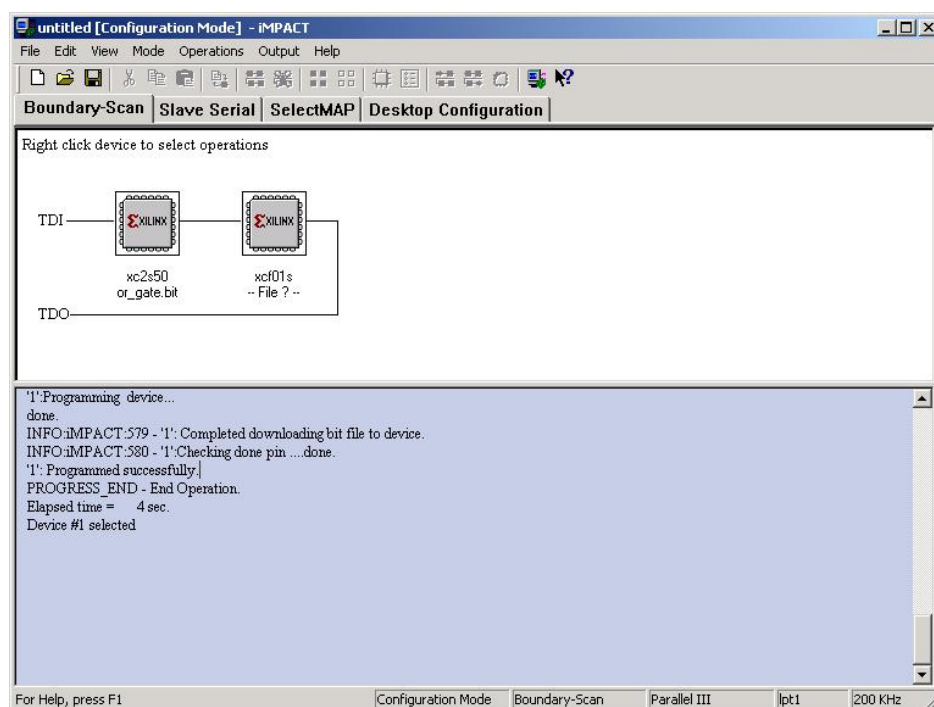 untitled [Configuration Mode] - iMPACT
File Edit View Mode Operations Output Help
Boundary-Scan Slave Serial SelectMAP Desktop Configuration
Right click device to select operations
TDI
XILINX XILINX
xc2s50 xcf01s
or_gate.bit -- File ? --
TDO
'1':Programming device...
done.
INFO:iMPACT:579 - '1': Completed downloading bit file to device.
INFO:iMPACT:580 - '1':Checking done pin ....done.
'1': Programmed successfully.
PROGRESS_END - End Operation.
Elapsed time = 4 sec.
Device #1 selected
For Help, press F1 Configuration Mode Boundary-Scan Parallel III lpt1 200 KHz